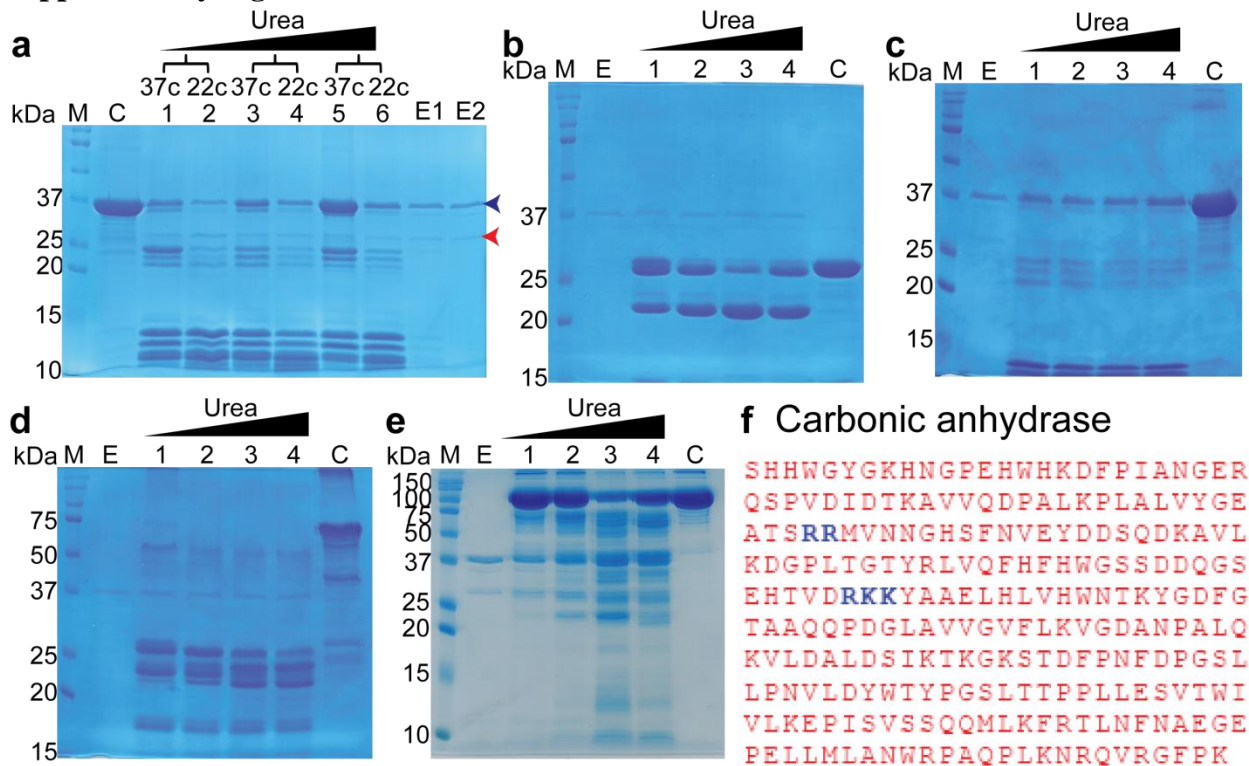 a
Urea
37c 22c 37c 22c 37c 22c
kDa M C 1 2 3 4 5 6 E1 E2
37
25
20
15
10
b
Urea
kDa M E 1 2 3 4 C
37
25
20
15
c
Urea
kDa M E 1 2 3 4 C
37
25
20
15
d
Urea
kDa M E 1 2 3 4 C
75
50
37
25
20
15
e
Urea
kDa M E 1 2 3 4 C
150
100
75
50
37
25
20
15
10
f Carbonic anhydrase
SHHWGYGKHNGPEHWHKDFPIANGER
QSPVDIDTKAVVQDPALKPLALVYGE
ATSRRMVNNGHSFNVEYDDSQDKAVL
KDGPLTGTYRLVQFHFHWGSSDDQGS
EHTVDRKKYAAELHLVHWNTKYGDFG
TAAQQPDGLAVVGVFLKVGDANPALQ
KVLDALDSIKTKGKSTDFPNFDPGSL
LPNVLDYWTYPGSLTTPPLLESVTWI
VLKEPISVSSQQMLKFRTLNFNAEGE
PELLMLANWRPAQPLKNRQVRGFPK